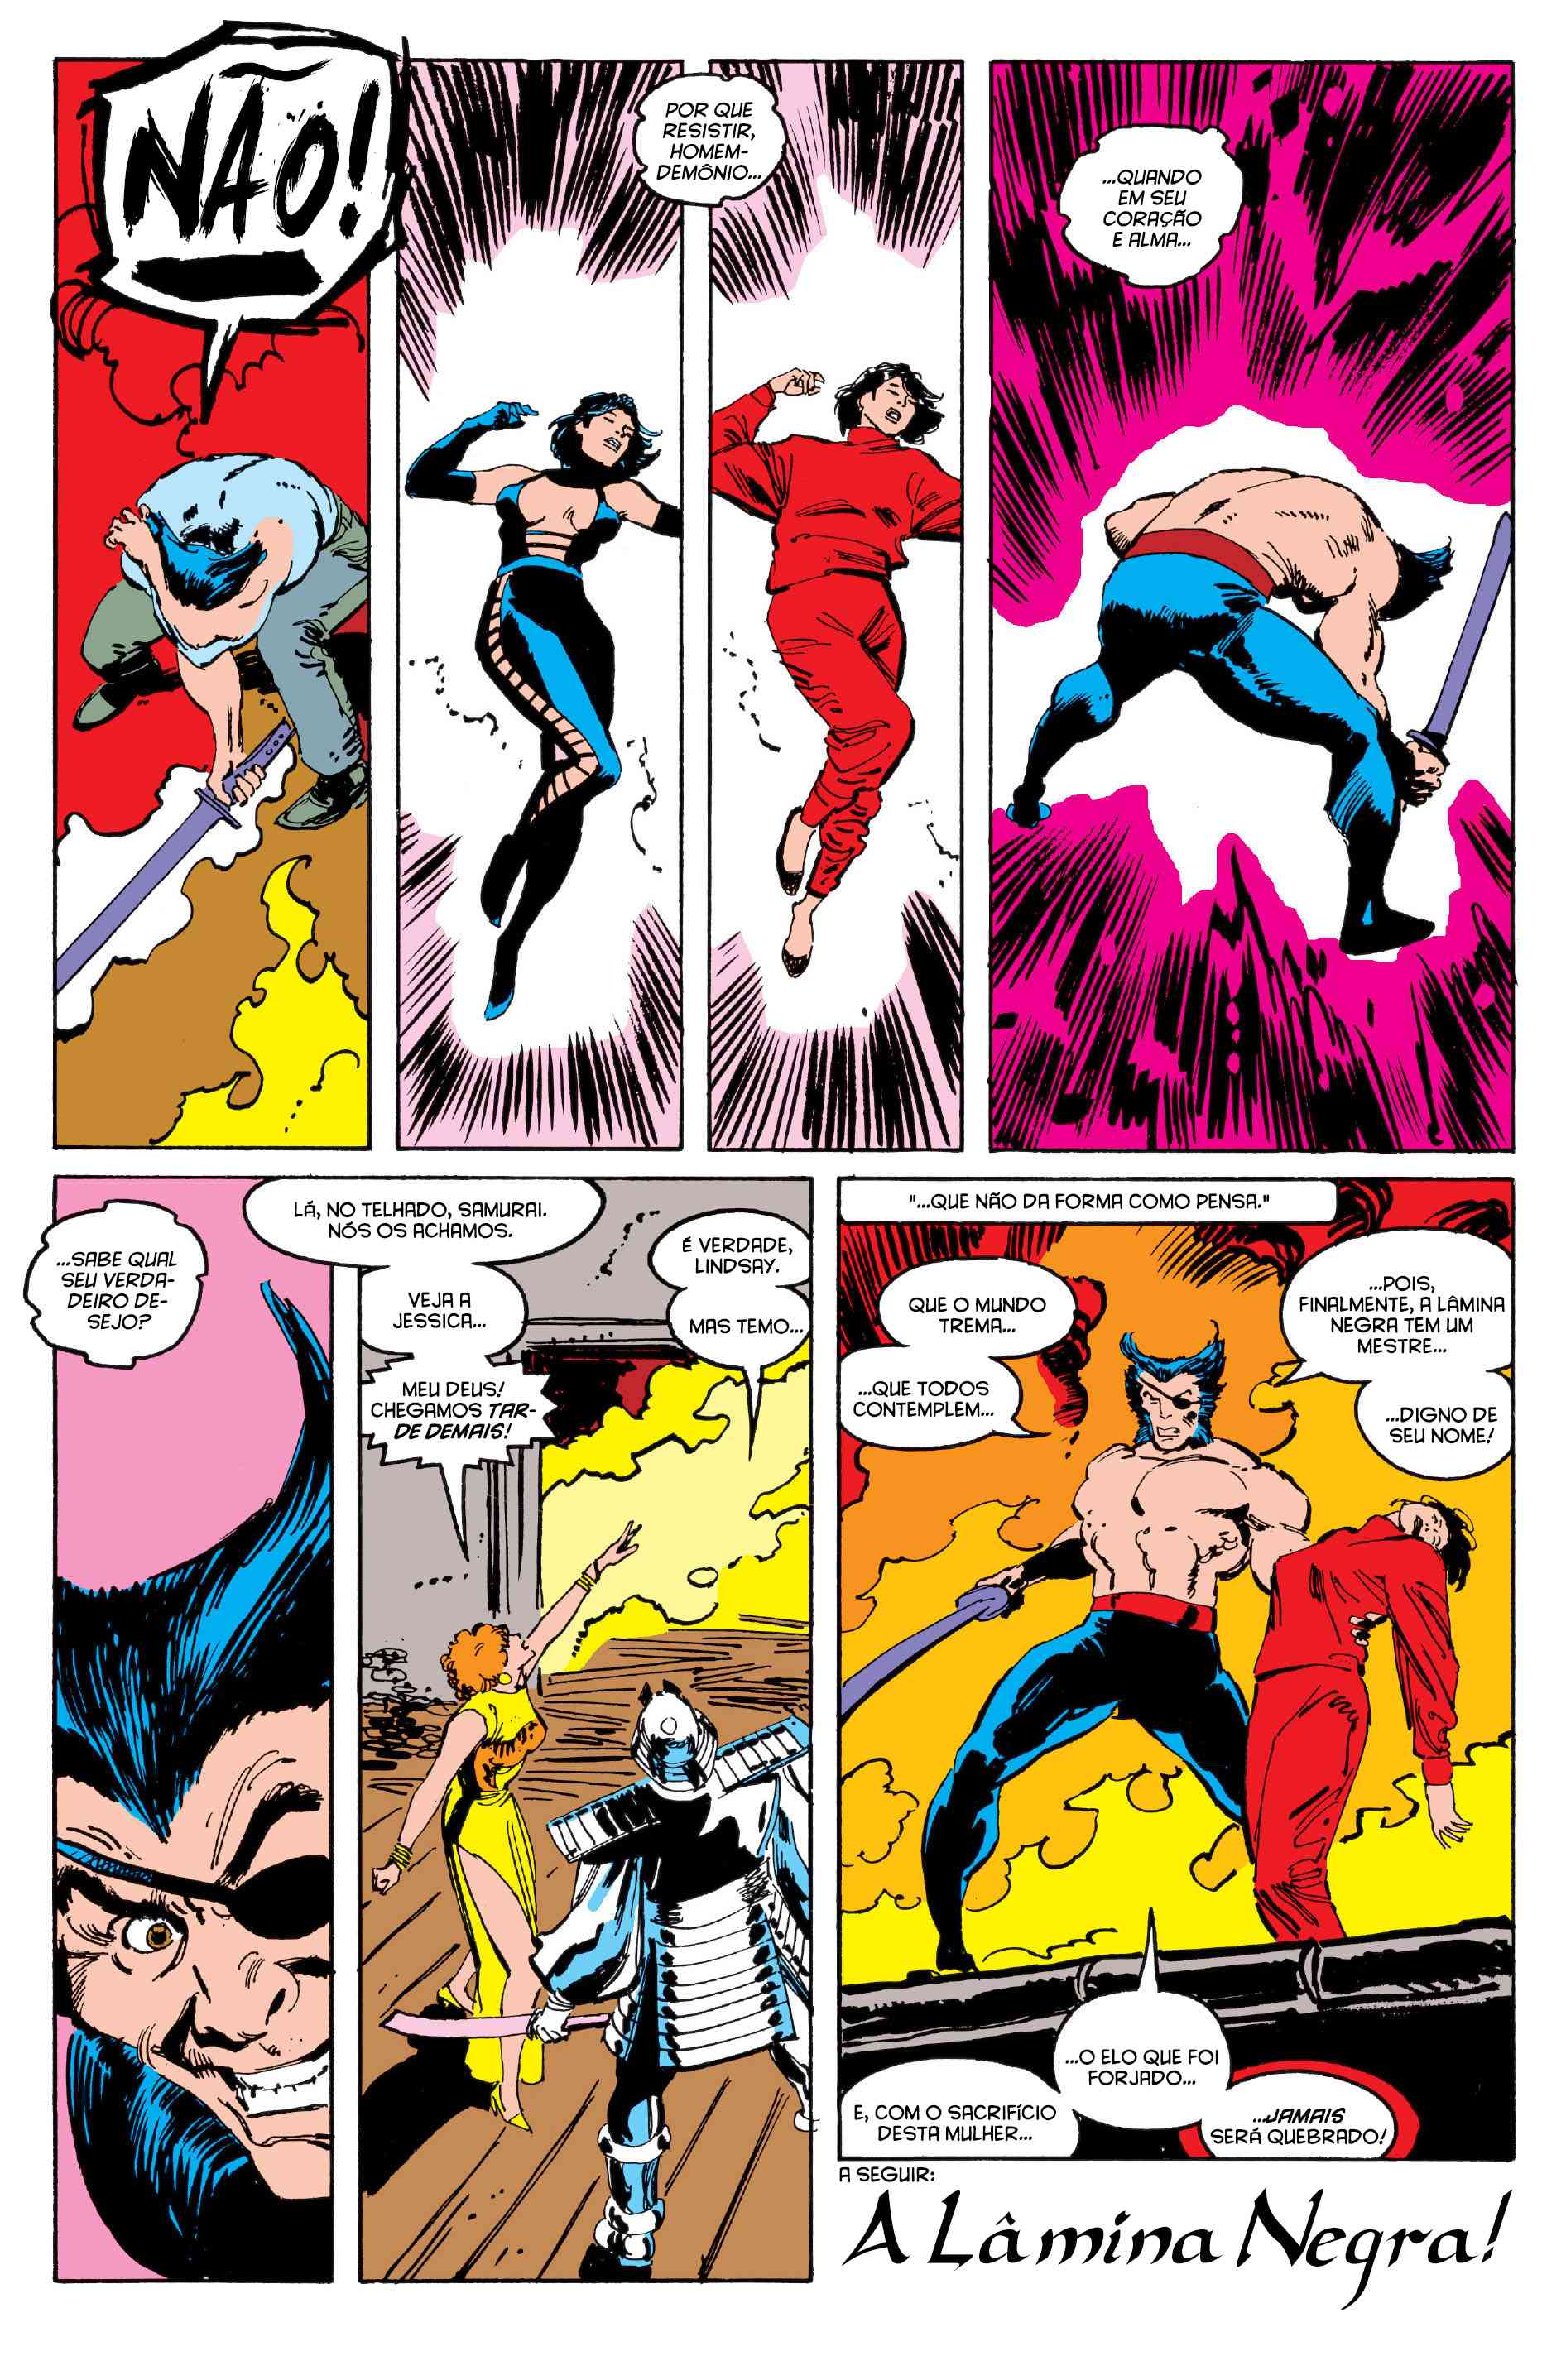 NÃO!
POR QUE
RESISTIR,
HOMEM-
DEMÔNIO...
...QUANDO
EM SEU
CORAÇÃO
E ALMA...
...SABE QUAL
SEU VERDA-
DEIRO DE-
SEJO?
LÁ, NO TELHADO, SAMURAI.
NÓS OS ACHAMOS.
VEJA A
JESSICA...
MEU DEUS!
CHEGAMOS TAR-
DE DEMAIS!
É VERDADE,
LINDSAY.
MAS TEMO...
"...QUE NÃO DA FORMA COMO PENSA."
QUE O MUNDO
TREMA...
...QUE TODOS
CONTEMPLEM...
...POIS,
FINALMENTE, A LÂMINA
NEGRA TEM UM
MESTRE...
...DIGNO DE
SEU NOME!
E, COM O SACRIFÍCIO
DESTA MULHER...
...O ELO QUE FOI
FORJADO...
...JAMAIS
SERÁ QUEBRADO!
A SEGUIR:
A LÂMINA NEGRA!